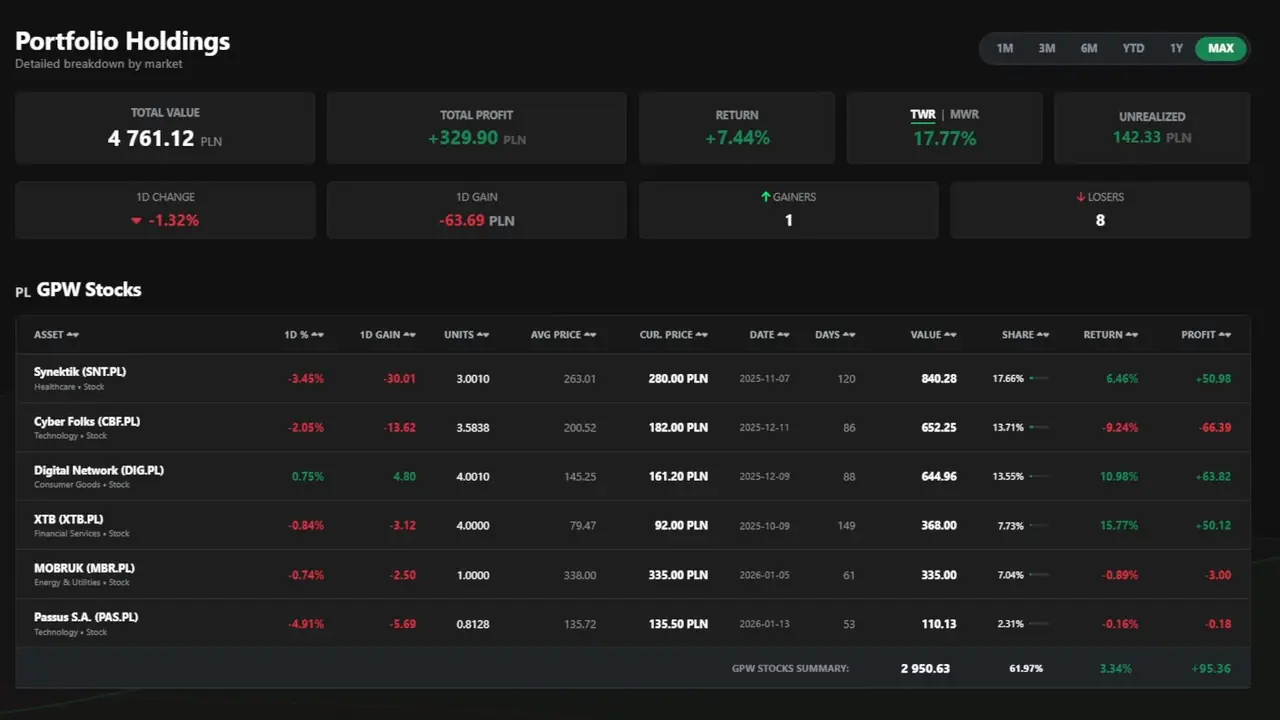 Portfolio Holdings
Detailed breakdown by market
1M 3M 6M YTD 1Y MAX
TOTAL VALUE
4 761.12 PLN
TOTAL PROFIT
+329.90 PLN
RETURN
+7.44%
TWR | MWR
17.77%
UNREALIZED
142.33 PLN
1D CHANGE
-1.32%
1D GAIN
-63.69 PLN
GAINERS
1
LOSERS
8
PL GPW Stocks
ASSET 1D % 1D GAIN UNITS AVG PRICE CUR. PRICE DATE DAYS VALUE SHARE RETURN PROFIT
Synektik (SNT.PL)
Healthcare • Stock
-3.45% -30.01 3.0010 263.01 280.00 PLN 2025-11-07 120 840.28 17.66% 6.46% +50.98
Cyber Folks (CBF.PL)
Technology • Stock
-2.05% -13.62 3.5838 200.52 182.00 PLN 2025-12-11 86 652.25 13.71% -9.24% -66.39
Digital Network (DIG.PL)
Consumer Goods • Stock
0.75% 4.80 4.0010 145.25 161.20 PLN 2025-12-09 88 644.96 13.55% 10.98% +63.82
XTB (XTB.PL)
Financial Services • Stock
-0.84% -3.12 4.0000 79.47 92.00 PLN 2025-10-09 149 368.00 7.73% 15.77% +50.12
MOBRUK (MBR.PL)
Energy & Utilities • Stock
-0.74% -2.50 1.0000 338.00 335.00 PLN 2026-01-05 61 335.00 7.04% -0.89% -3.00
Passus S.A. (PAS.PL)
Technology • Stock
-4.91% -5.69 0.8128 135.72 135.50 PLN 2026-01-13 53 110.13 2.31% -0.16% -0.18
GPW STOCKS SUMMARY: 2 950.63 61.97% 3.34% +95.36